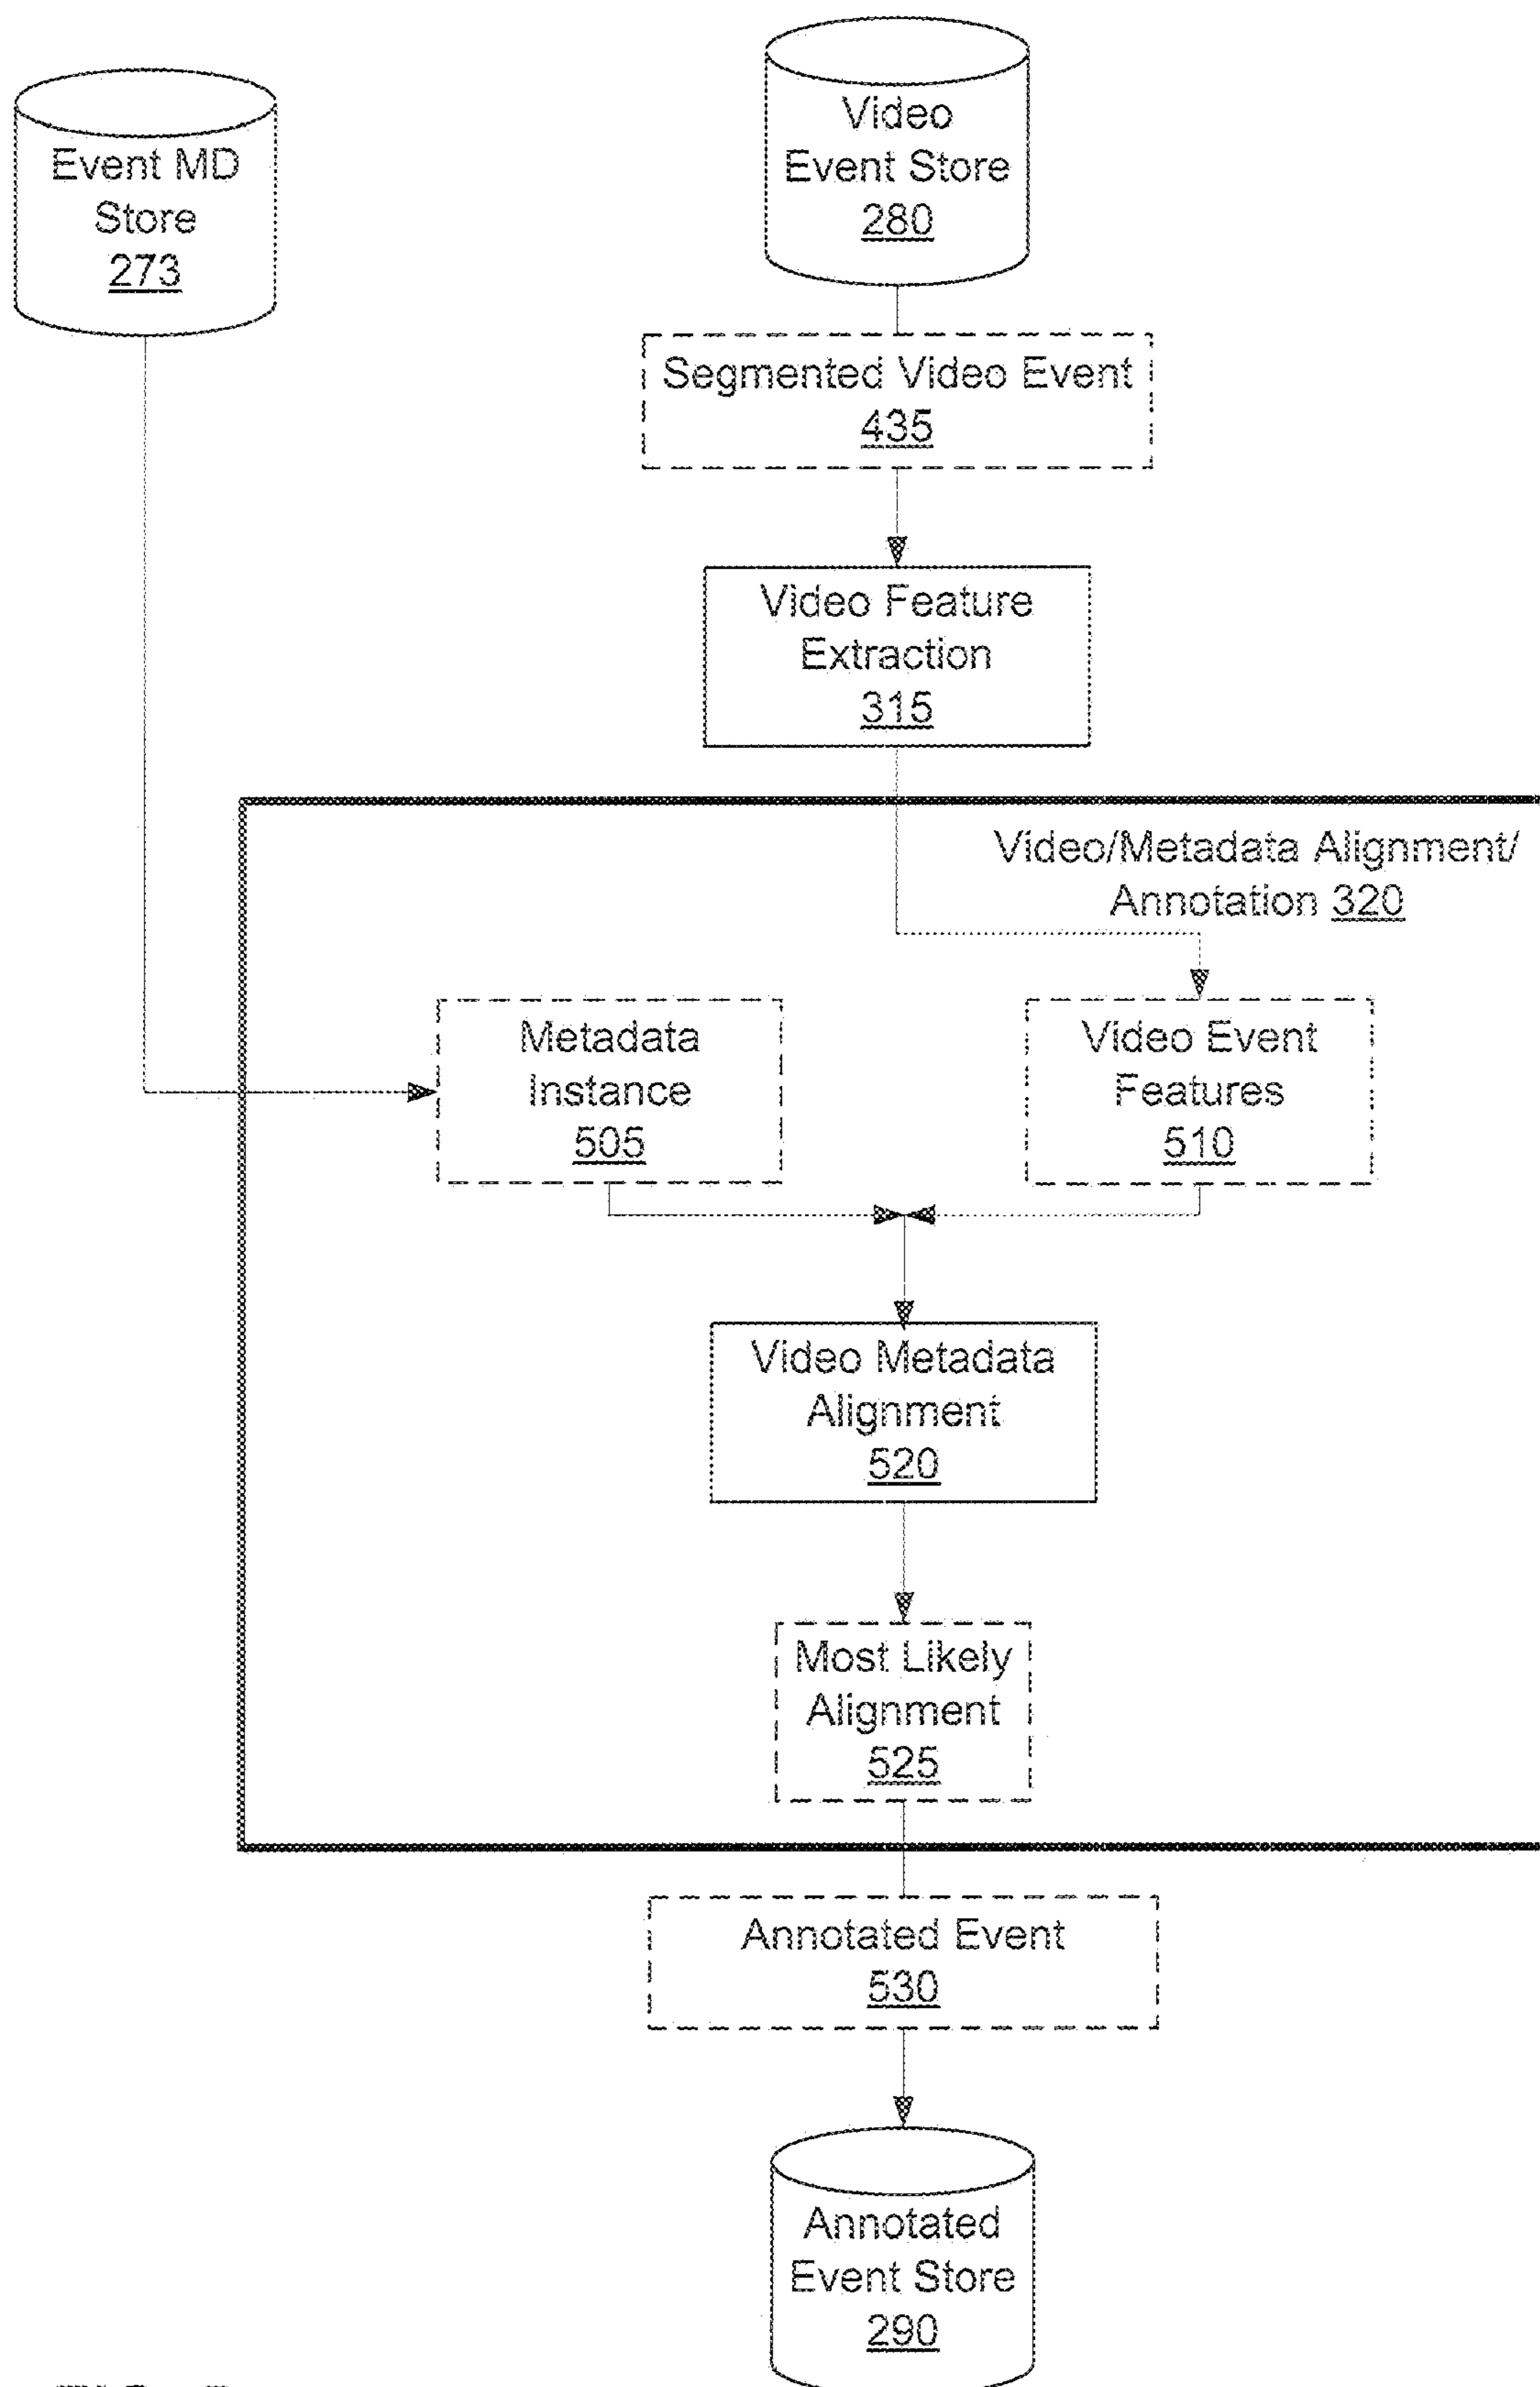 Event MD
Store
273
Video
Event Store
280
Segmented Video Event
435
Video Feature
Extraction
315
Video/Metadata Alignment/
Annotation 320
Metadata
Instance
505
Video Event
Features
510
Video Metadata
Alignment
520
Most Likely
Alignment
525
Annotated Event
530
Annotated
Event Store
290